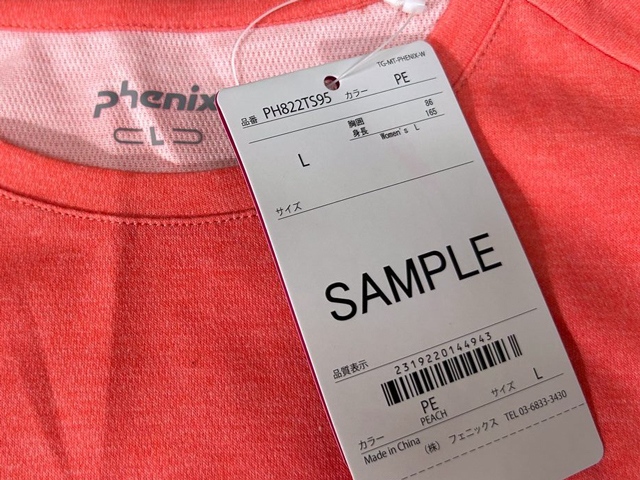 phenix
L
TG-MT-PHENIX-W
品番 PH822TS95 カラー PE
胸囲 86
身長 165
L Women's L
サイズ
SAMPLE
品質表示
2319220144943
カラー PE サイズ L
PEACH
Made in China (株) フェニックス TEL 03-6833-3430